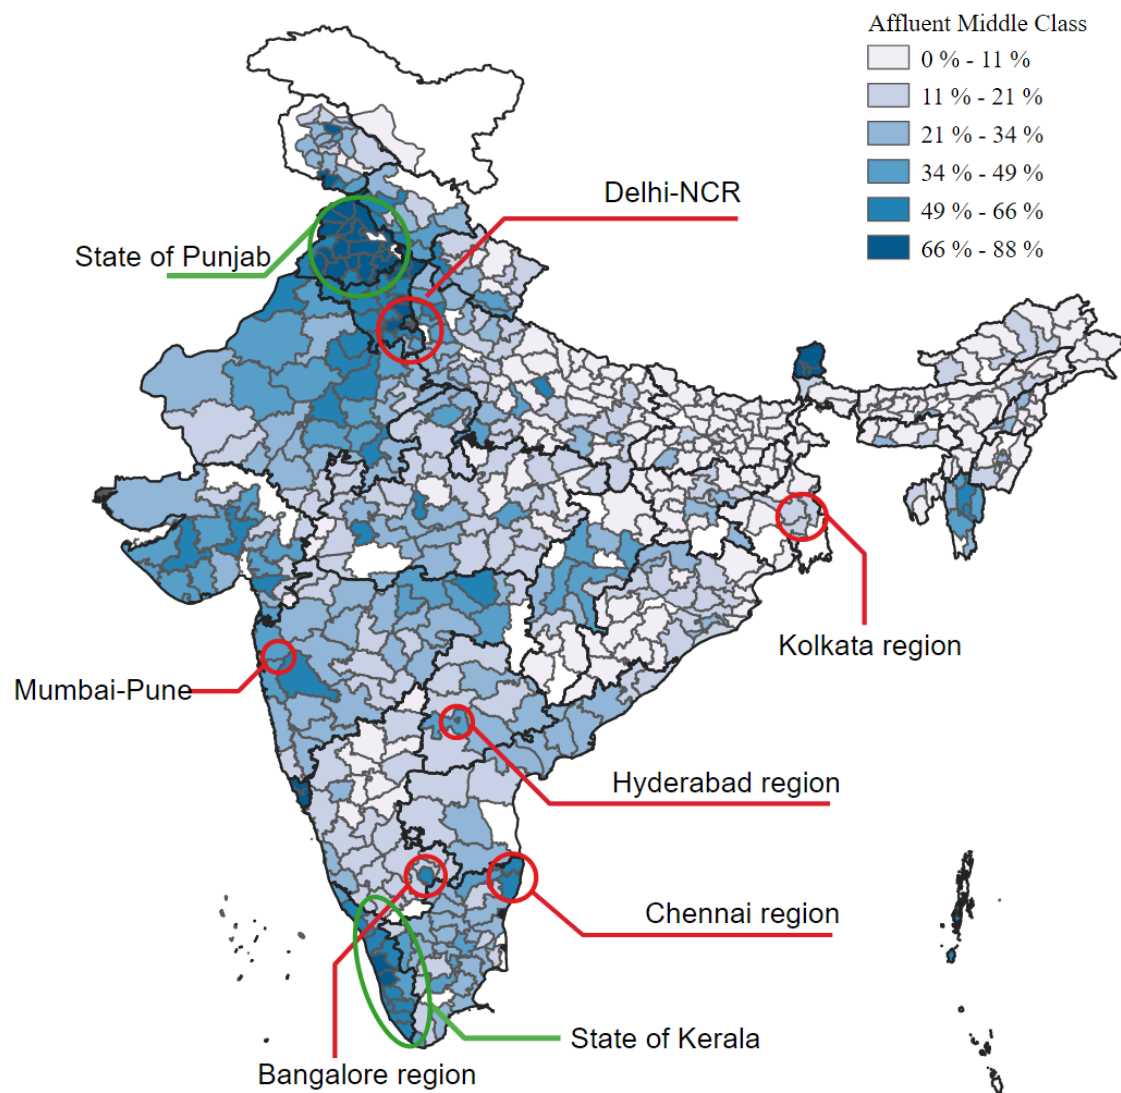 Affluent Middle Class
0 % - 11 %
11 % - 21 %
21 % - 34 %
34 % - 49 %
49 % - 66 %
66 % - 88 %
Delhi-NCR
State of Punjab
Kolkata region
Mumbai-Pune
Hyderabad region
Chennai region
State of Kerala
Bangalore region